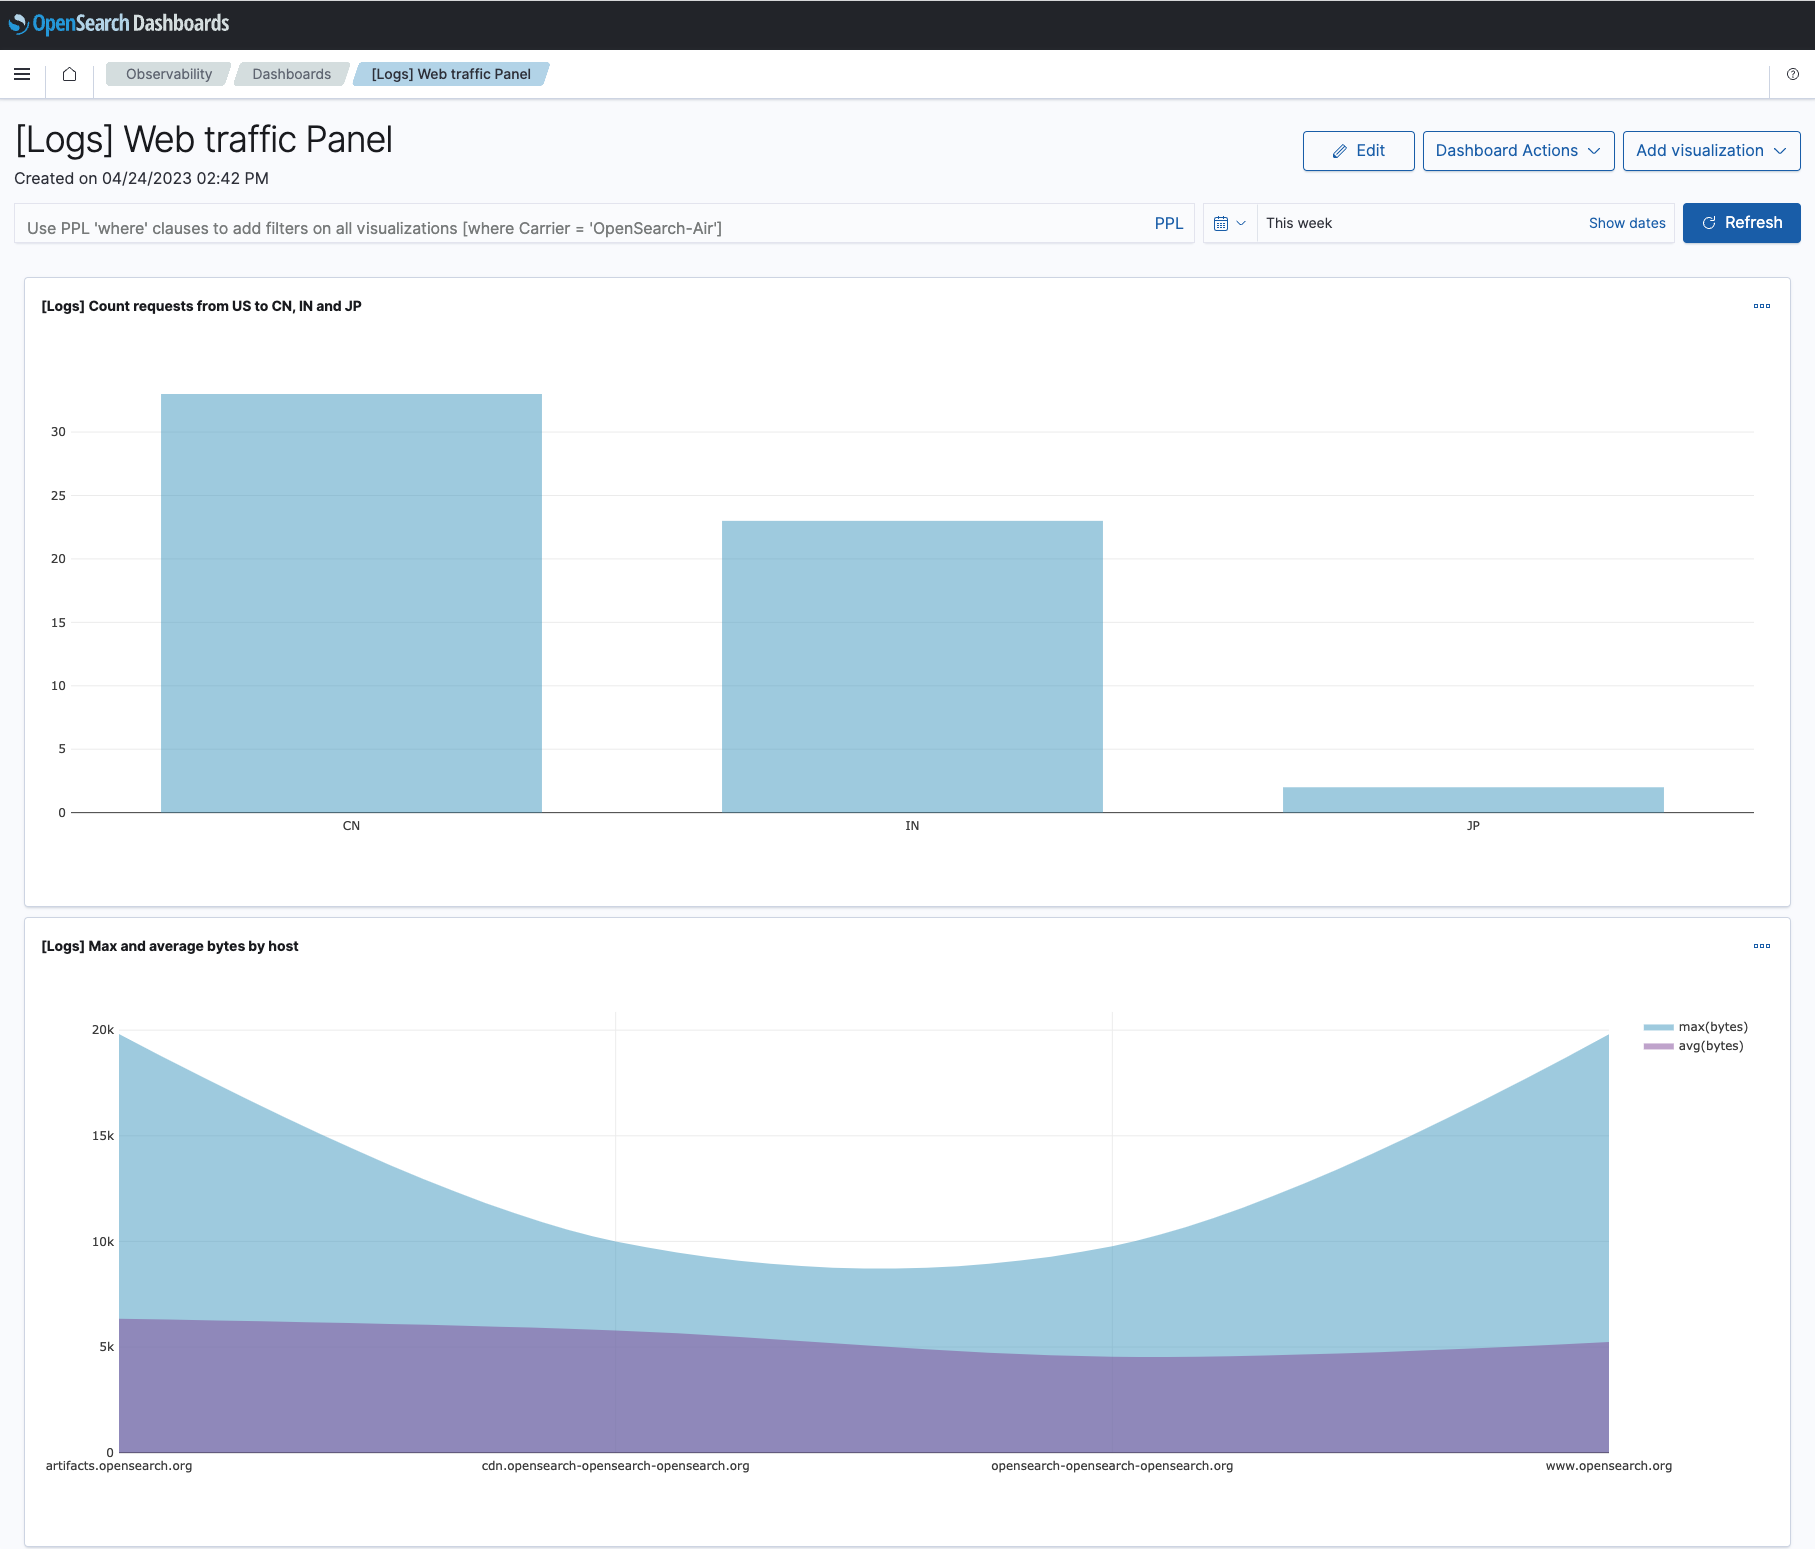 OpenSearch Dashboards
Observability
Dashboards
[Logs] Web traffic Panel
[Logs] Web traffic Panel
Created on 04/24/2023 02:42 PM
Edit
Dashboard Actions
Add visualization
Use PPL 'where' clauses to add filters on all visualizations [where Carrier = 'OpenSearch-Air']
PPL
This week
Show dates
Refresh
[Logs] Count requests from US to CN, IN and JP
30
25
20
15
10
5
0
CN
IN
JP
[Logs] Max and average bytes by host
20k
15k
10k
5k
0
max(bytes)
avg(bytes)
artifacts.opensearch.org
cdn.opensearch-opensearch-opensearch.org
opensearch-opensearch-opensearch.org
www.opensearch.org